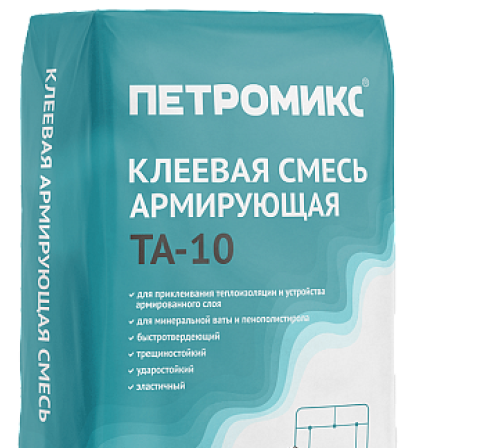 КЛЕЕВАЯ АРМИРУЮЩАЯ СМЕСЬ
ПЕТРОМИКС®
КЛЕЕВАЯ СМЕСЬ
АРМИРУЮЩАЯ
ТА-10
✓ для приклеивания теплоизоляции и устройства
армированного слоя
✓ для минеральной ваты и пенополистирола
✓ быстротвердеющий
✓ трещиностойкий
✓ ударостойкий
✓ эластичный